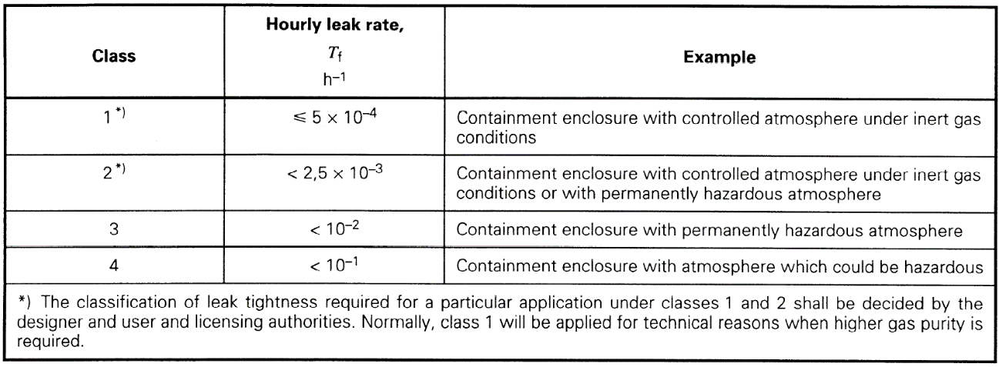 Class
Hourly leak rate,
Tf
h–1
Example
1 *)
≤ 5 × 10–4
Containment enclosure with controlled atmosphere under inert gas
conditions
2 *)
< 2,5 × 10–3
Containment enclosure with controlled atmosphere under inert gas
conditions or with permanently hazardous atmosphere
3
< 10–2
Containment enclosure with permanently hazardous atmosphere
4
< 10–1
Containment enclosure with atmosphere which could be hazardous
*) The classification of leak tightness required for a particular application under classes 1 and 2 shall be decided by the
designer and user and licensing authorities. Normally, class 1 will be applied for technical reasons when higher gas purity is
required.